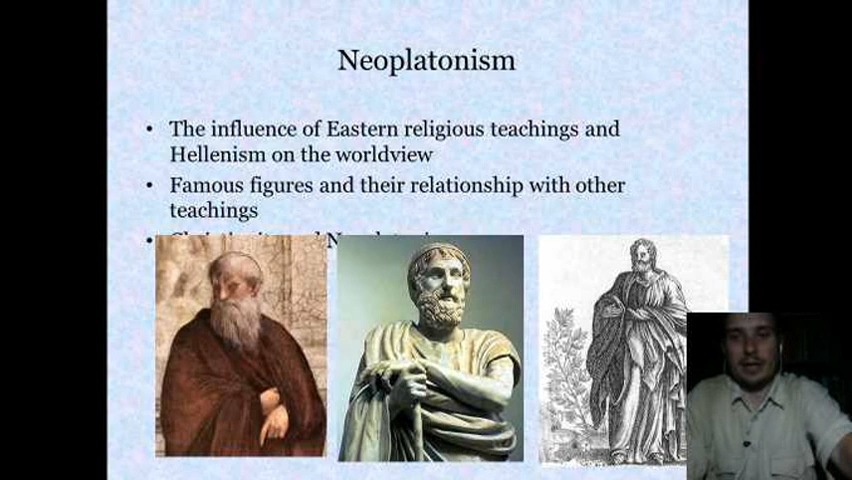 Neoplatonism
• The influence of Eastern religious teachings and
Hellenism on the worldview
• Famous figures and their relationship with other
teachings
•